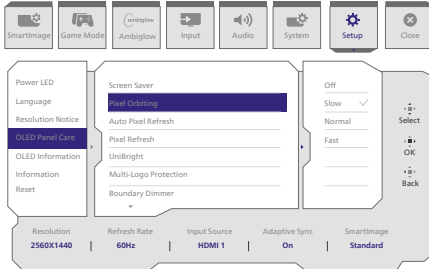 SmartImage
Game Mode
ambiglow
Ambiglow
Input
Audio
System
Setup
Close
Power LED
Language
Resolution Notice
OLED Panel Care
OLED Information
Information
Reset
Screen Saver
Pixel Orbiting
Auto Pixel Refresh
Pixel Refresh
UniBright
Multi-Logo Protection
Boundary Dimmer
Off
Slow
Normal
Fast
Select
OK
Back
Resolution
2560X1440
Refresh Rate
60Hz
Input Source
HDMI 1
Adaptive Sync
On
SmartImage
Standard